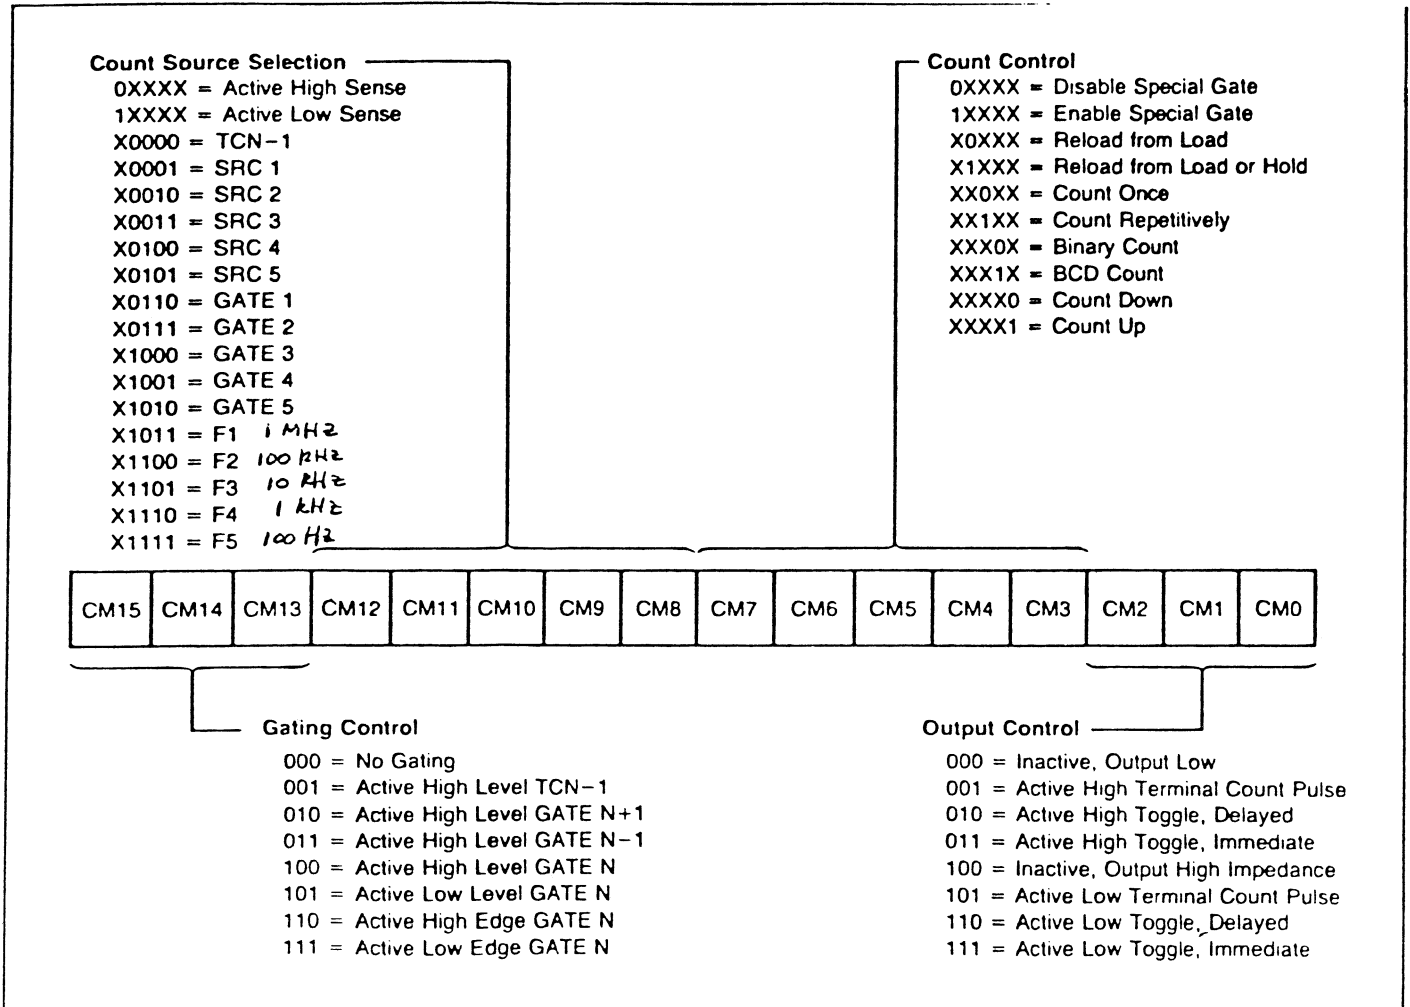 Count Source Selection
0XXXX = Active High Sense
1XXXX = Active Low Sense
X0000 = TCN−1
X0001 = SRC 1
X0010 = SRC 2
X0011 = SRC 3
X0100 = SRC 4
X0101 = SRC 5
X0110 = GATE 1
X0111 = GATE 2
X1000 = GATE 3
X1001 = GATE 4
X1010 = GATE 5
X1011 = F1 1 MHz
X1100 = F2 100 kHz
X1101 = F3 10 kHz
X1110 = F4 1 kHz
X1111 = F5 100 Hz
Count Control
0XXXX = Disable Special Gate
1XXXX = Enable Special Gate
X0XXX = Reload from Load
X1XXX = Reload from Load or Hold
XX0XX = Count Once
XX1XX = Count Repetitively
XXX0X = Binary Count
XXX1X = BCD Count
XXXX0 = Count Down
XXXX1 = Count Up
CM15 CM14 CM13 CM12 CM11 CM10 CM9 CM8 CM7 CM6 CM5 CM4 CM3 CM2 CM1 CM0
Gating Control
000 = No Gating
001 = Active High Level TCN−1
010 = Active High Level GATE N+1
011 = Active High Level GATE N−1
100 = Active High Level GATE N
101 = Active Low Level GATE N
110 = Active High Edge GATE N
111 = Active Low Edge GATE N
Output Control
000 = Inactive, Output Low
001 = Active High Terminal Count Pulse
010 = Active High Toggle, Delayed
011 = Active High Toggle, Immediate
100 = Inactive, Output High Impedance
101 = Active Low Terminal Count Pulse
110 = Active Low Toggle, Delayed
111 = Active Low Toggle, Immediate